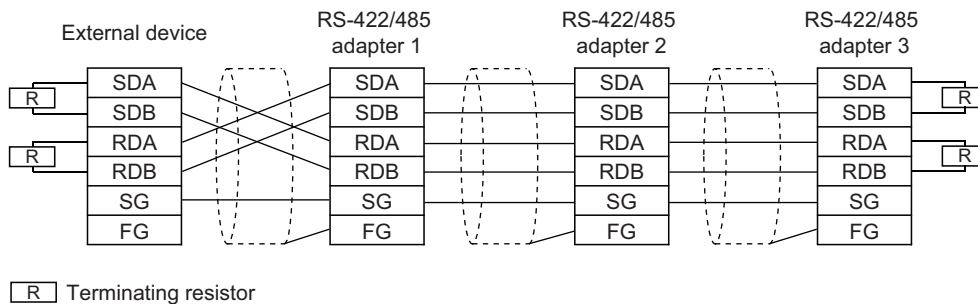 External device
RS-422/485
adapter 1
RS-422/485
adapter 2
RS-422/485
adapter 3
SDA SDA SDA SDA
R R
SDB SDB SDB SDB
RDA RDA RDA RDA
R R
RDB RDB RDB RDB
SG SG SG SG
FG FG FG FG
R Terminating resistor